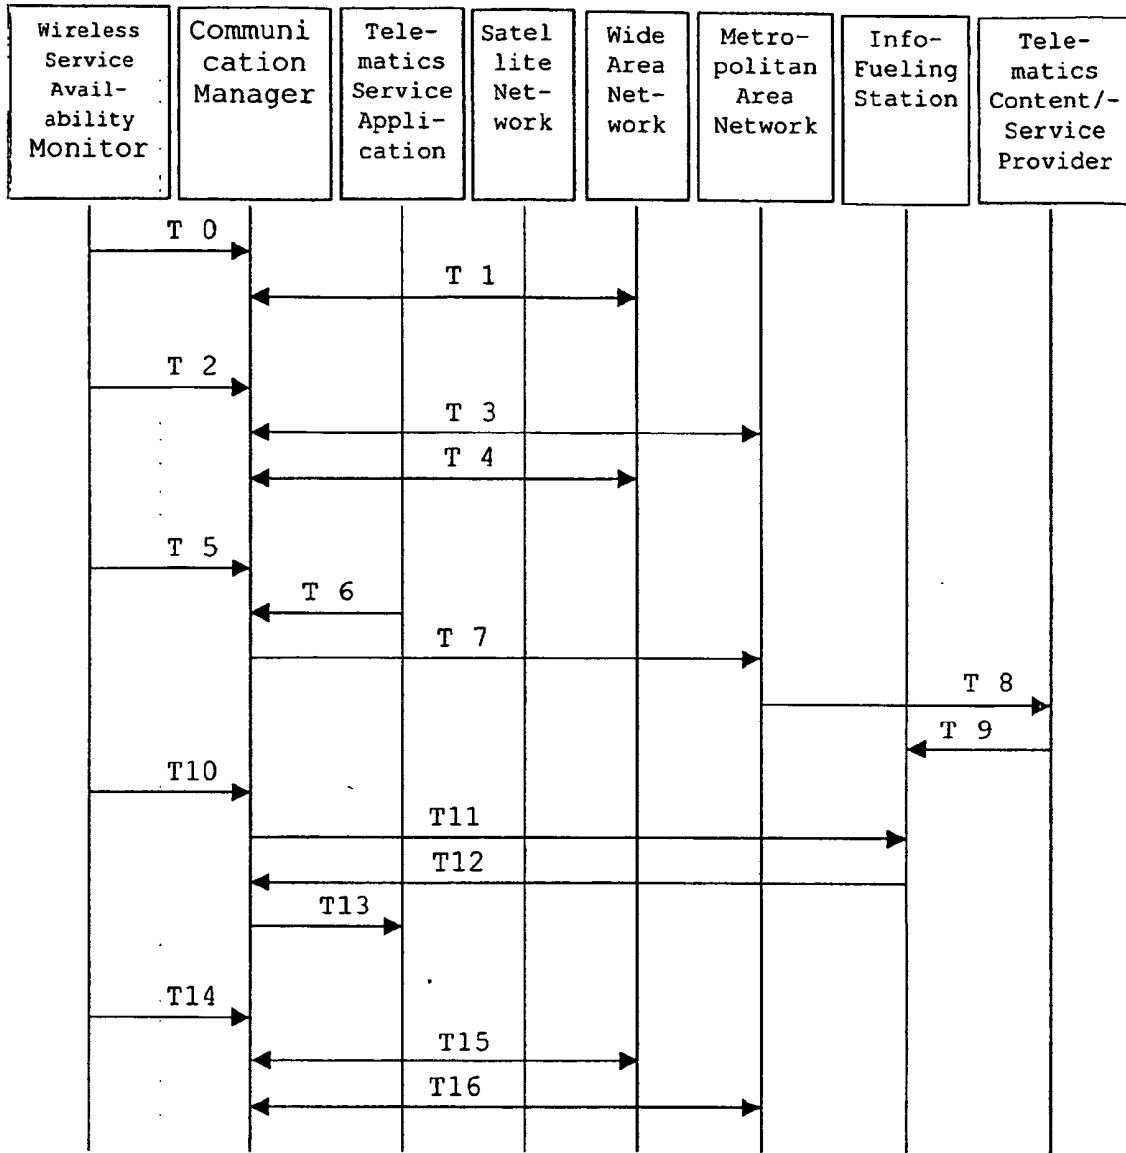 Wireless
Service
Avail-
ability
Monitor
Communi
cation
Manager
Tele-
matics
Service
Appli-
cation
Satel
lite
Net-
work
Wide
Area
Net-
work
Metro-
politan
Area
Network
Info-
Fueling
Station
Tele-
matics
Content/-
Service
Provider
T 0
T 1
T 2
T 3
T 4
T 5
T 6
T 7
T 8
T 9
T10
T11
T12
T13
T14
T15
T16